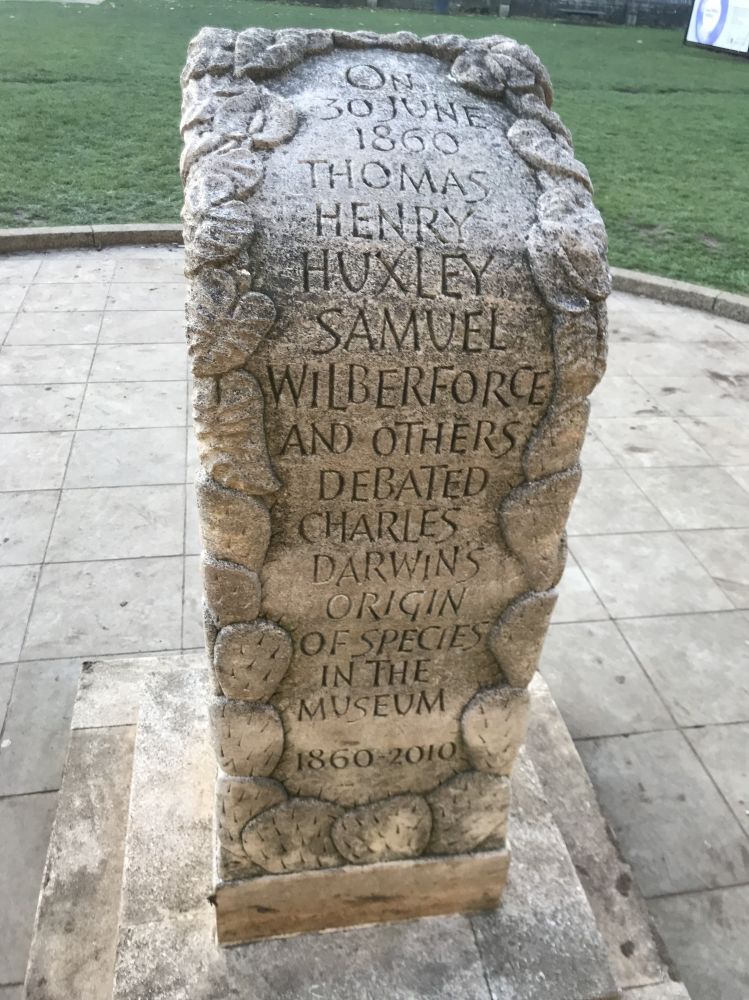 ON
30 JUNE
1860
THOMAS
HENRY
HUXLEY
SAMUEL
WILBERFORCE
AND OTHERS
DEBATED
CHARLES
DARWIN'S
ORIGIN
OF SPECIES
IN THE
MUSEUM
1860-2010